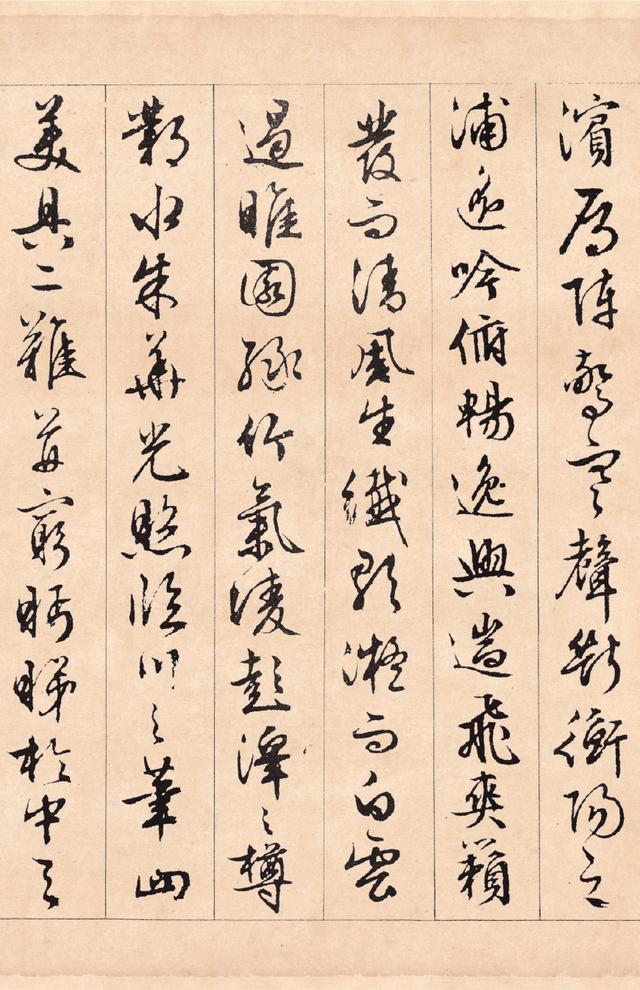 濱雁陣驚寒聲斷衡陽之
浦遥吟俯暢逸興遄飛爽籟
發而清風生纖歌凝而白雲
遏睢園緑竹氣淩彭澤之樽
鄴水朱華光照臨川之筆四
美具二難并窮眄睇於中天